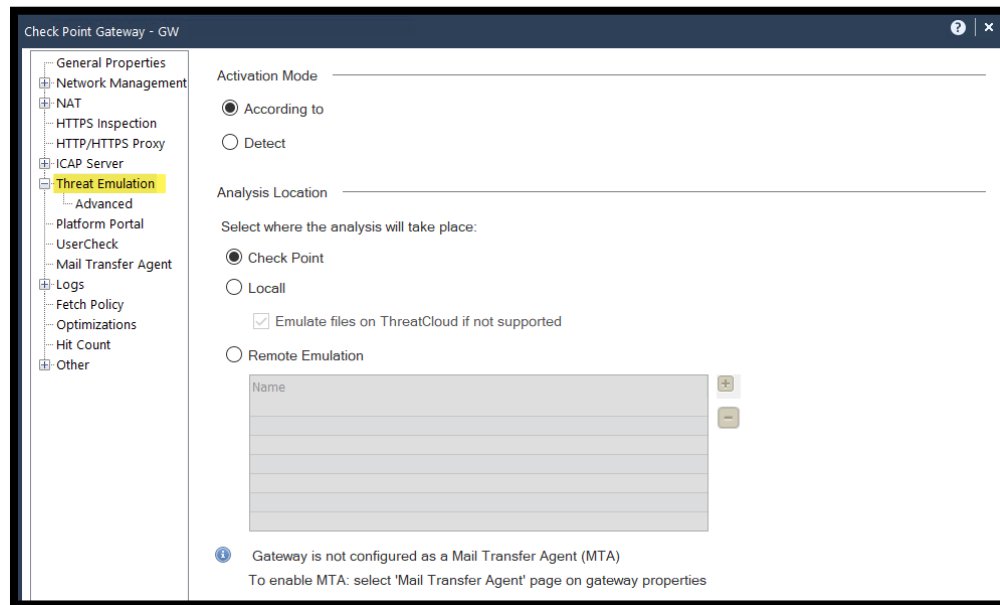 Check Point Gateway - GW
General Properties
Network Management
NAT
HTTPS Inspection
HTTP/HTTPS Proxy
ICAP Server
Threat Emulation
Advanced
Platform Portal
UserCheck
Mail Transfer Agent
Logs
Fetch Policy
Optimizations
Hit Count
Other
Activation Mode
According to
Detect
Analysis Location
Select where the analysis will take place:
Check Point
Locall
Emulate files on ThreatCloud if not supported
Remote Emulation
Name
Gateway is not configured as a Mail Transfer Agent (MTA)
To enable MTA: select 'Mail Transfer Agent' page on gateway properties